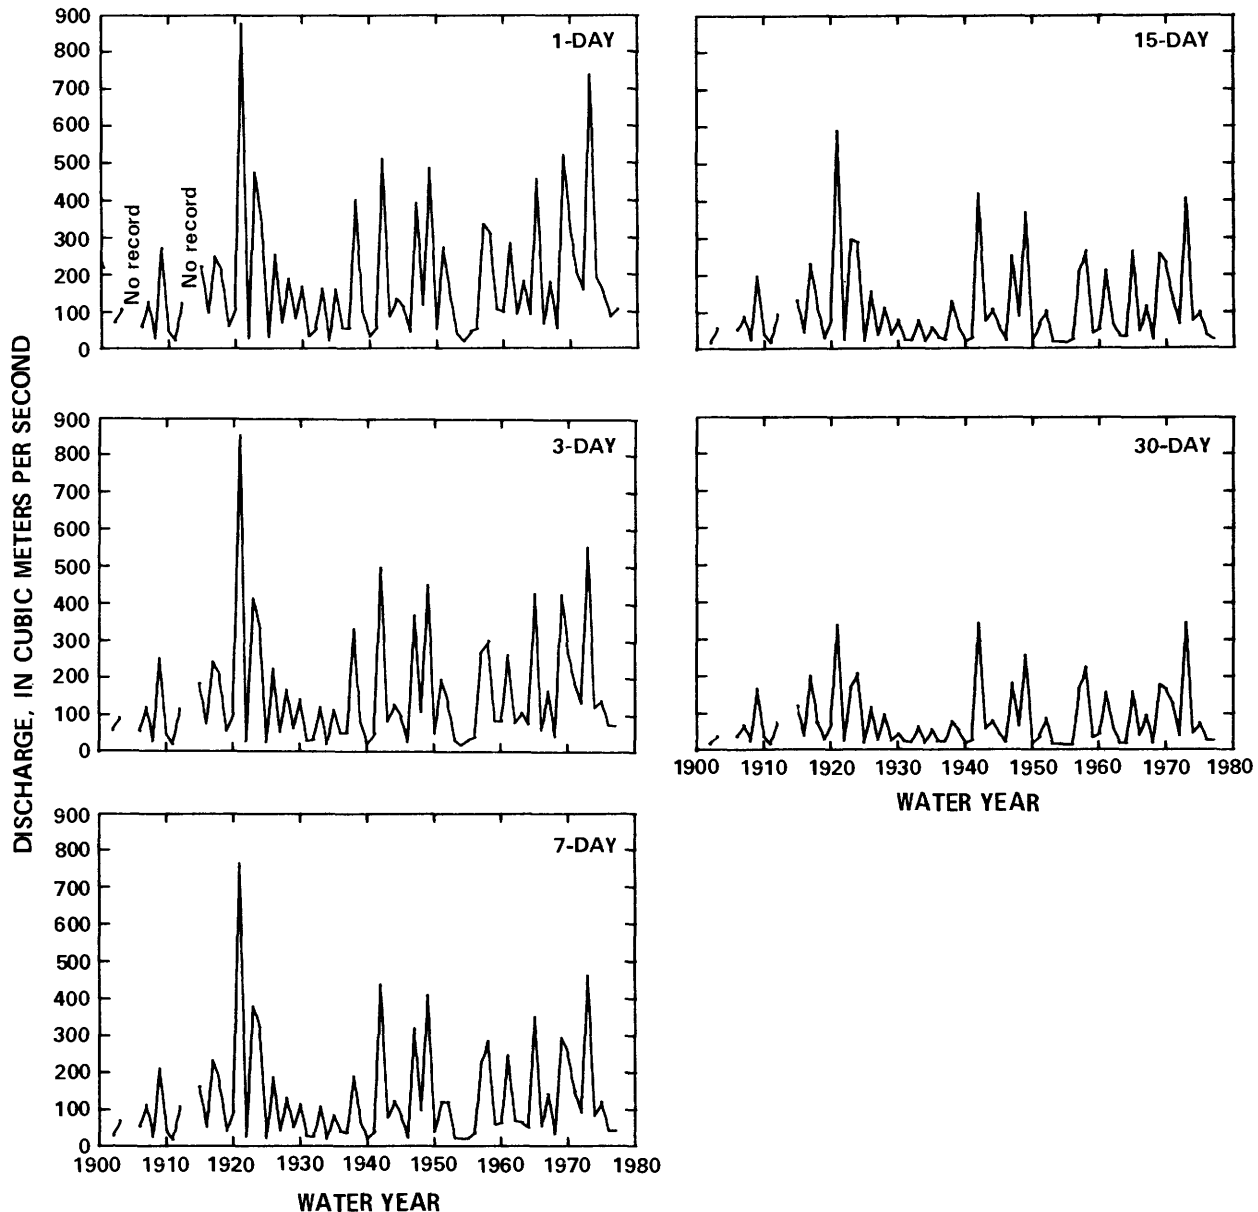 DISCHARGE, IN CUBIC METERS PER SECOND
900
800
700
600
500
400
300
200
100
0
1-DAY
No record
No record
15-DAY
900
800
700
600
500
400
300
200
100
0
3-DAY
30-DAY
1900 1910 1920 1930 1940 1950 1960 1970 1980
WATER YEAR
900
800
700
600
500
400
300
200
100
0
7-DAY
1900 1910 1920 1930 1940 1950 1960 1970 1980
WATER YEAR